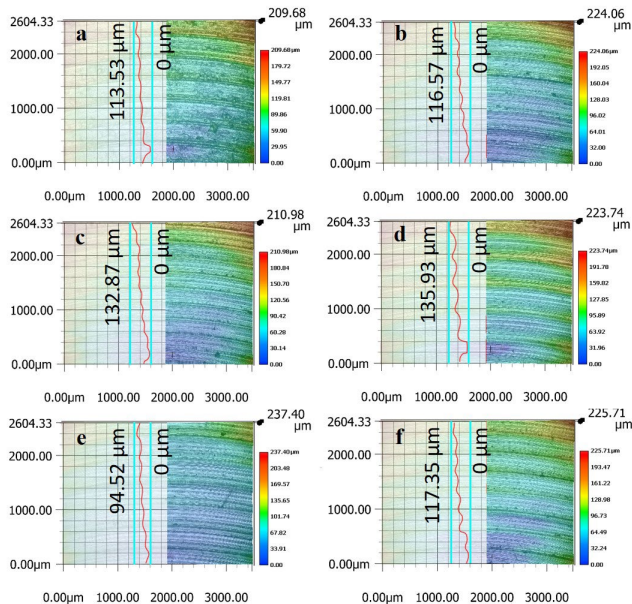 209.68
µm
2604.33
2000.00
1000.00
0.00µm
a
113.53 µm
0 µm
209.68µm
179.72
149.77
119.81
89.86
59.90
29.95
0.00
0.00µm 1000.00 2000.00 3000.00
224.06
µm
2604.33
2000.00
1000.00
0.00µm
b
116.57 µm
0 µm
224.06µm
192.05
160.04
128.03
96.02
64.01
32.00
0.00
0.00µm 1000.00 2000.00 3000.00
210.98
µm
2604.33
2000.00
1000.00
0.00µm
c
132.87 µm
0 µm
210.98µm
180.84
150.70
120.56
90.42
60.28
30.14
0.00
0.00µm 1000.00 2000.00 3000.00
223.74
µm
2604.33
2000.00
1000.00
0.00µm
d
135.93 µm
0 µm
223.74µm
191.78
159.82
127.85
95.89
63.92
31.96
0.00
0.00µm 1000.00 2000.00 3000.00
237.40
µm
2604.33
2000.00
1000.00
0.00µm
e
94.52 µm
0 µm
237.40µm
203.48
169.57
135.65
101.74
67.82
33.91
0.00
0.00µm 1000.00 2000.00 3000.00
225.71
µm
2604.33
2000.00
1000.00
0.00µm
f
117.35 µm
0 µm
225.71µm
193.47
161.22
128.98
96.73
64.49
32.24
0.00
0.00µm 1000.00 2000.00 3000.00